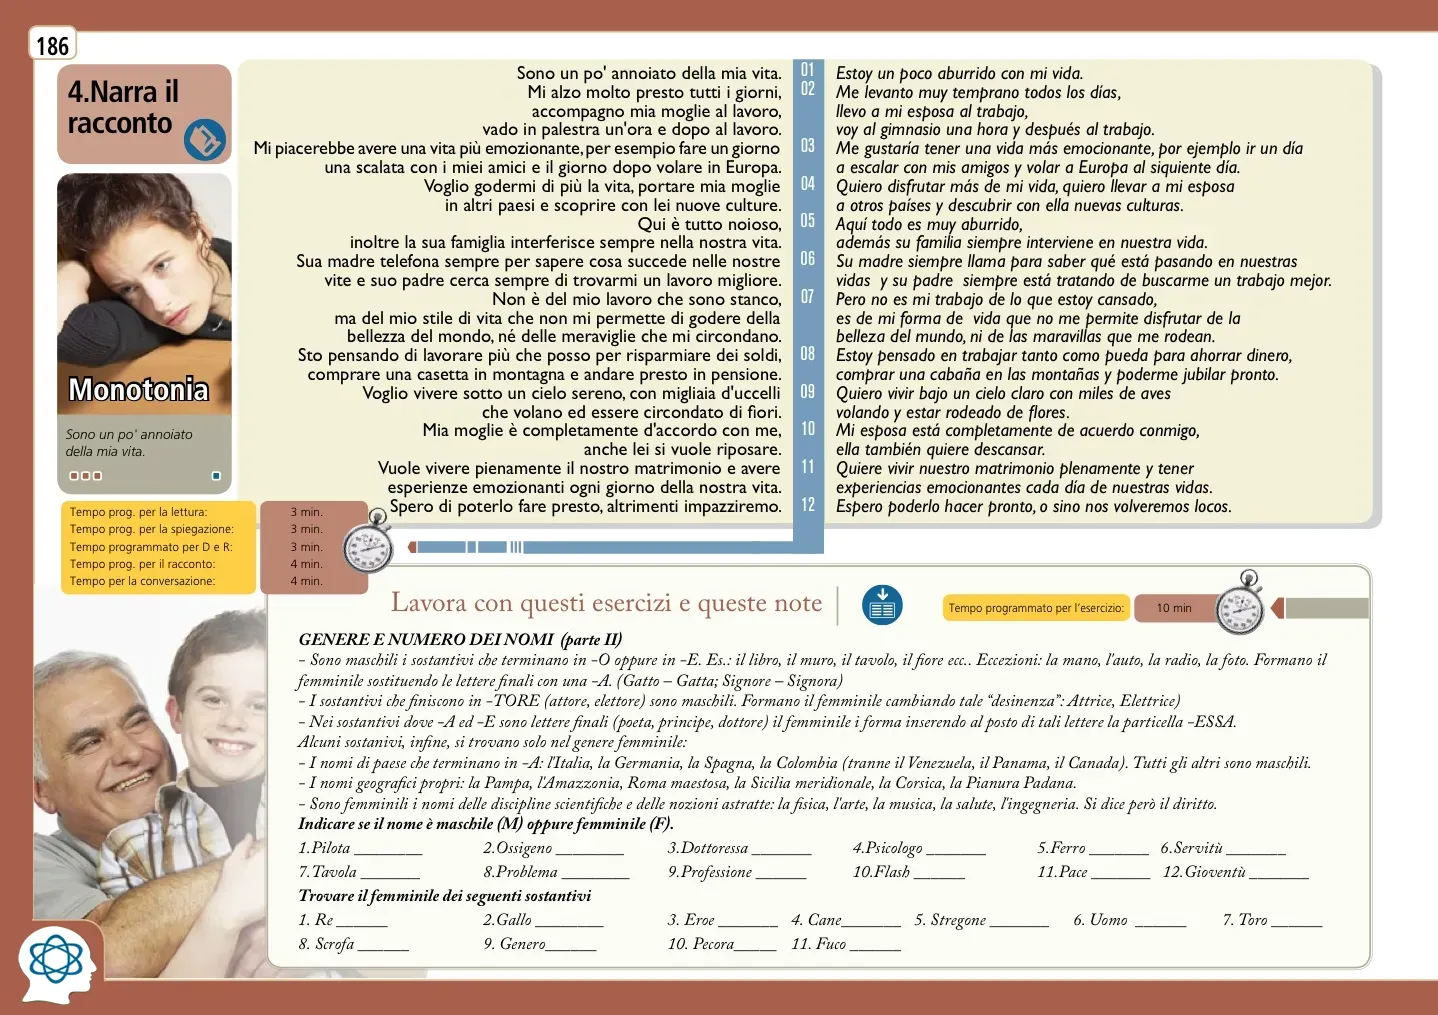 186
4.Narra il
racconto
Monotonia
Sono un po' annoiato
della mia vita.
Sono un po' annoiato della mia vita.
Mi alzo molto presto tutti i giorni,
accompagno mia moglie al lavoro,
vado in palestra un'ora e dopo al lavoro.
Mi piacerebbe avere una vita più emozionante, per esempio fare un giorno
una scalata con i miei amici e il giorno dopo volare in Europa.
Voglio godermi di più la vita, portare mia moglie
in altri paesi e scoprire con lei nuove culture.
Qui è tutto noioso,
inoltre la sua famiglia interferisce sempre nella nostra vita.
Sua madre telefona sempre per sapere cosa succede nelle nostre
vite e suo padre cerca sempre di trovarmi un lavoro migliore.
Non è del mio lavoro che sono stanco,
ma del mio stile di vita che non mi permette di godere della
bellezza del mondo, né delle meraviglie che mi circondano.
Sto pensando di lavorare più che posso per risparmiare dei soldi,
comprare una casetta in montagna e andare presto in pensione.
Voglio vivere sotto un cielo sereno, con migliaia d'uccelli
che volano ed essere circondato di fiori.
Mia moglie è completamente d'accordo con me,
anche lei si vuole riposare.
Vuole vivere pienamente il nostro matrimonio e avere
esperienze emozionanti ogni giorno della nostra vita.
Spero di poterlo fare presto, altrimenti impazziremo.
01
02
03
04
05
06
07
08
09
10
11
12
Estoy un poco aburrido con mi vida.
Me levanto muy temprano todos los días,
llevo a mi esposa al trabajo,
voy al gimnasio una hora y después al trabajo.
Me gustaría tener una vida más emocionante, por ejemplo ir un día
a escalar con mis amigos y volar a Europa al siquiente día.
Quiero disfrutar más de mi vida, quiero llevar a mi esposa
a otros países y descubrir con ella nuevas culturas.
Aquí todo es muy aburrido,
además su familia siempre interviene en nuestra vida.
Su madre siempre llama para saber qué está pasando en nuestras
vidas y su padre siempre está tratando de buscarme un trabajo mejor.
Pero no es mi trabajo de lo que estoy cansado,
es de mi forma de vida que no me permite disfrutar de la
belleza del mundo, ni de las maravillas que me rodean.
Estoy pensado en trabajar tanto como pueda para ahorrar dinero,
comprar una cabaña en las montañas y poderme jubilar pronto.
Quiero vivir bajo un cielo claro con miles de aves
volando y estar rodeado de flores.
Mi esposa está completamente de acuerdo conmigo,
ella también quiere descansar.
Quiere vivir nuestro matrimonio plenamente y tener
experiencias emocionantes cada día de nuestras vidas.
Espero poderlo hacer pronto, o sino nos volveremos locos.
Tempo prog. per la lettura: 3 min.
Tempo prog. per la spiegazione: 3 min.
Tempo programmato per D e R: 3 min.
Tempo prog. per il racconto: 4 min.
Tempo per la conversazione: 4 min.
Lavora con questi esercizi e queste note
Tempo programmato per l'esercizio: 10 min
GENERE E NUMERO DEI NOMI (parte II)
- Sono maschili i sostantivi che terminano in -O oppure in -E. Es.: il libro, il muro, il tavolo, il fiore ecc.. Eccezioni: la mano, l'auto, la radio, la foto. Formano il
femminile sostituendo le lettere finali con una -A. (Gatto – Gatta; Signore – Signora)
- I sostantivi che finiscono in -TORE (attore, elettore) sono maschili. Formano il femminile cambiando tale “desinenza”: Attrice, Elettrice)
- Nei sostantivi dove -A ed -E sono lettere finali (poeta, principe, dottore) il femminile i forma inserendo al posto di tali lettere la particella -ESSA.
Alcuni sostanivi, infine, si trovano solo nel genere femminile:
- I nomi di paese che terminano in -A: l'Italia, la Germania, la Spagna, la Colombia (tranne il Venezuela, il Panama, il Canada). Tutti gli altri sono maschili.
- I nomi geografici propri: la Pampa, l'Amazzonia, Roma maestosa, la Sicilia meridionale, la Corsica, la Pianura Padana.
- Sono femminili i nomi delle discipline scientifiche e delle nozioni astratte: la fisica, l'arte, la musica, la salute, l'ingegneria. Si dice però il diritto.
Indicare se il nome è maschile (M) oppure femminile (F).
1.Pilota ________ 2.Ossigeno ________ 3.Dottoressa _______ 4.Psicologo _______ 5.Ferro _______ 6.Servitù _______
7.Tavola _______ 8.Problema ________ 9.Professione ______ 10.Flash ______ 11.Pace _______ 12.Gioventù _______
Trovare il femminile dei seguenti sostantivi
1. Re ______ 2.Gallo ________ 3. Eroe _______ 4. Cane_______ 5. Stregone _______ 6. Uomo ______ 7. Toro ______
8. Scrofa ______ 9. Genero______ 10. Pecora_____ 11. Fuco ______